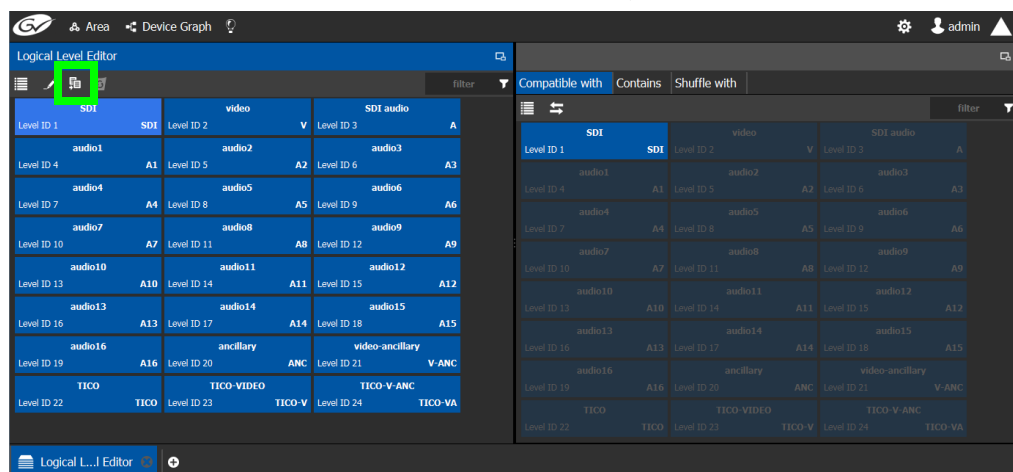 GV Area Device Graph admin
Logical Level Editor
filter
SDI video SDI audio
Level ID 1 SDI Level ID 2 V Level ID 3 A
audio1 audio2 audio3
Level ID 4 A1 Level ID 5 A2 Level ID 6 A3
audio4 audio5 audio6
Level ID 7 A4 Level ID 8 A5 Level ID 9 A6
audio7 audio8 audio9
Level ID 10 A7 Level ID 11 A8 Level ID 12 A9
audio10 audio11 audio12
Level ID 13 A10 Level ID 14 A11 Level ID 15 A12
audio13 audio14 audio15
Level ID 16 A13 Level ID 17 A14 Level ID 18 A15
audio16 ancillary video-ancillary
Level ID 19 A16 Level ID 20 ANC Level ID 21 V-ANC
TICO TICO-VIDEO TICO-V-ANC
Level ID 22 TICO Level ID 23 TICO-V Level ID 24 TICO-VA
Compatible with Contains Shuffle with
filter
SDI video SDI audio
Level ID 1 SDI Level ID 2 V Level ID 3 A
audio1 audio2 audio3
Level ID 4 A1 Level ID 5 A2 Level ID 6 A3
audio4 audio5 audio6
Level ID 7 A4 Level ID 8 A5 Level ID 9 A6
audio7 audio8 audio9
Level ID 10 A7 Level ID 11 A8 Level ID 12 A9
audio10 audio11 audio12
Level ID 13 A10 Level ID 14 A11 Level ID 15 A12
audio13 audio14 audio15
Level ID 16 A13 Level ID 17 A14 Level ID 18 A15
audio16 ancillary video-ancillary
Level ID 19 A16 Level ID 20 ANC Level ID 21 V-ANC
TICO TICO-VIDEO TICO-V-ANC
Level ID 22 TICO Level ID 23 TICO-V Level ID 24 TICO-VA
Logical L...l Editor